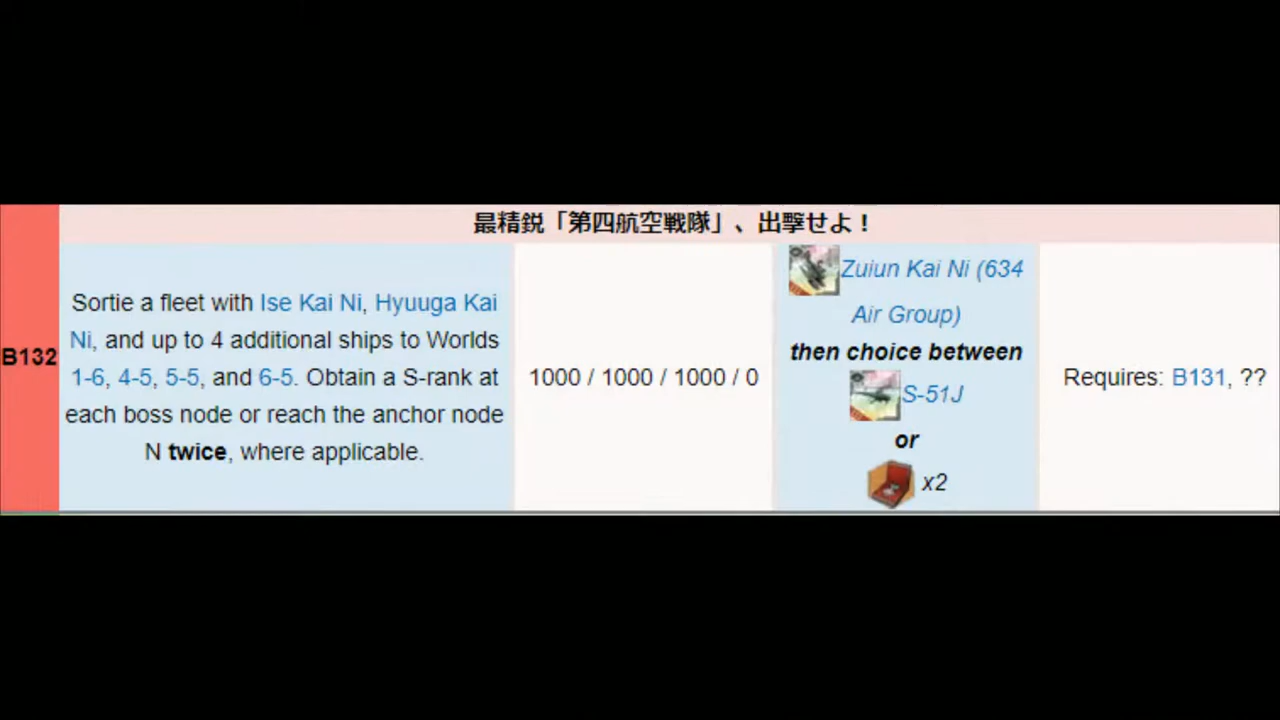 最精鋭「第四航空戦隊」、出撃せよ！
B132
Sortie a fleet with Ise Kai Ni, Hyuuga Kai
Ni, and up to 4 additional ships to Worlds
1-6, 4-5, 5-5, and 6-5. Obtain a S-rank at
each boss node or reach the anchor node
N twice, where applicable.
1000 / 1000 / 1000 / 0
Zuiun Kai Ni (634
Air Group)
then choice between
S-51J
or
x2
Requires: B131, ??